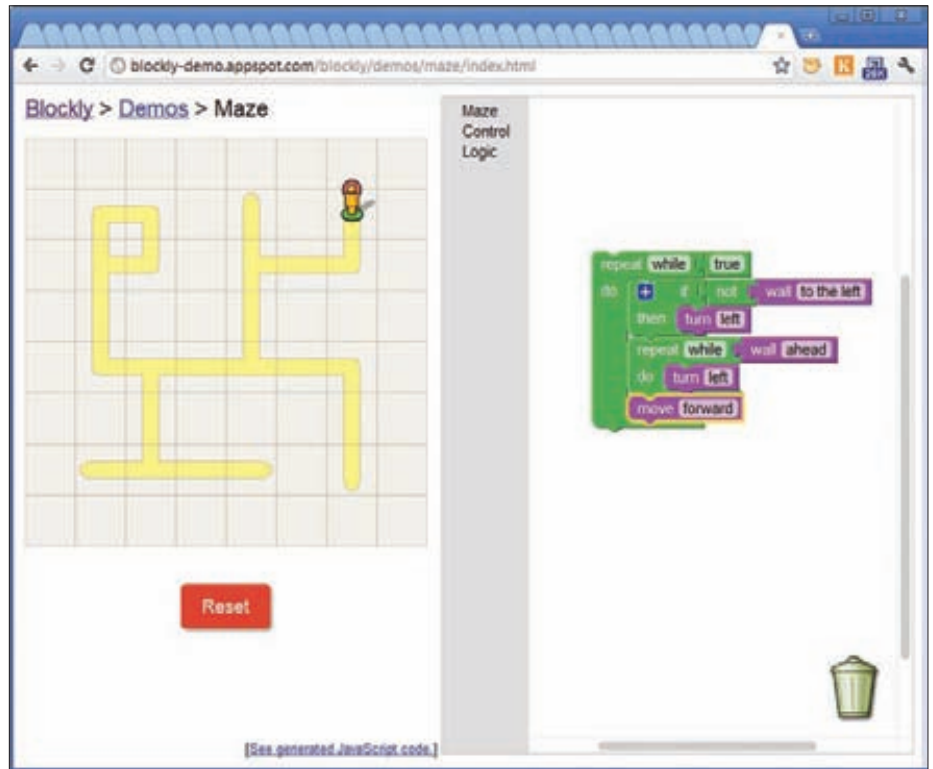 blockly-demo.appspot.com/blockly/demos/maze/index.html
Blockly > Demos > Maze
Maze
Control
Logic
repeat while true
do if not wall to the left
then turn left
repeat while wall ahead
do turn left
move forward
Reset
[See generated JavaScript code.]